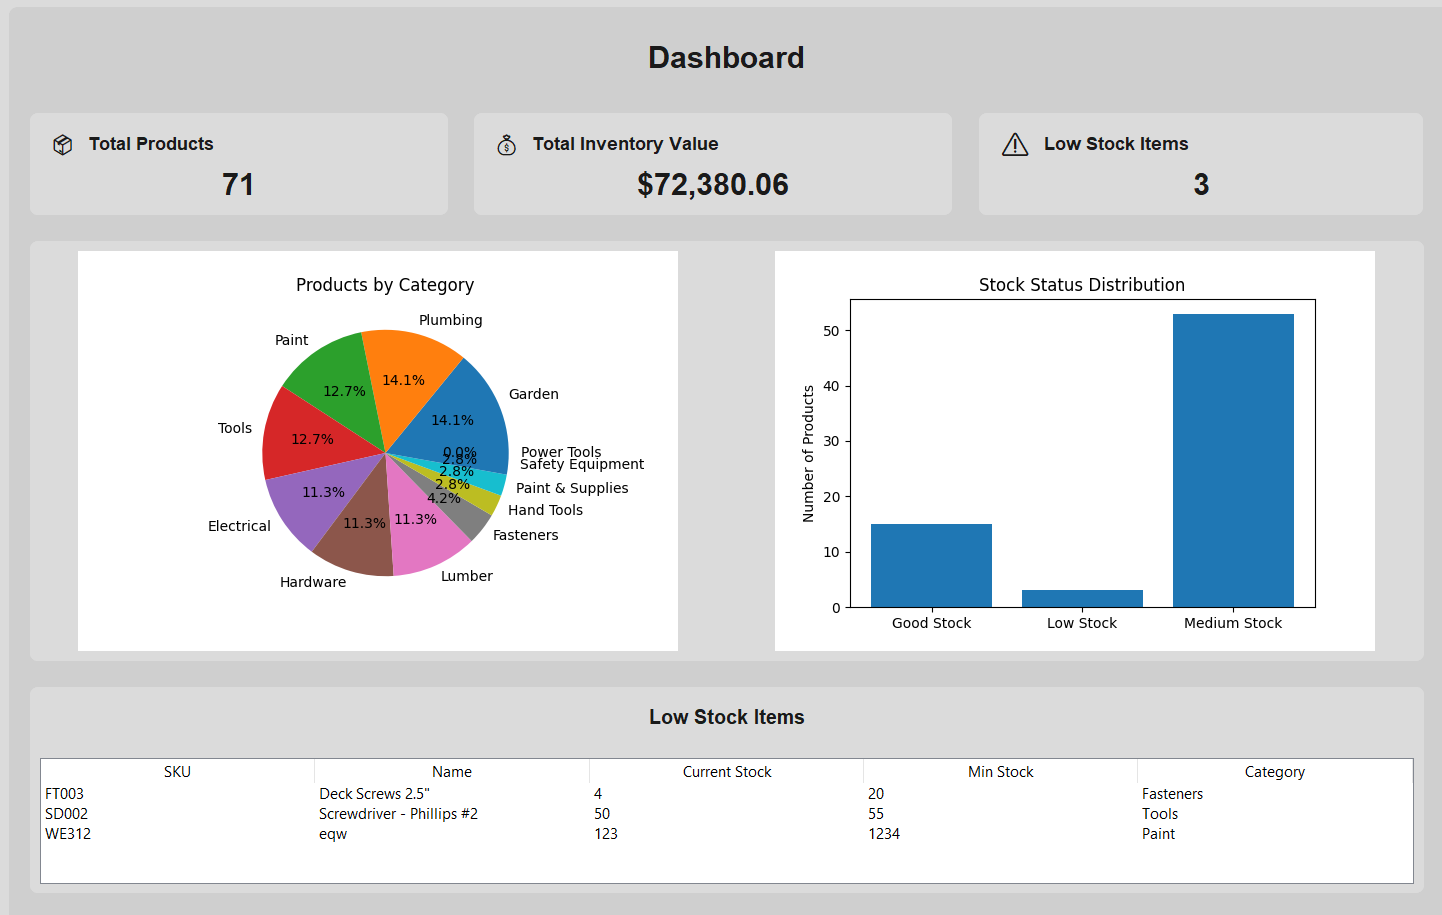 Dashboard
Total Products
71
Total Inventory Value
$
$72,380.06
Low Stock Items
3
Products by Category
Plumbing
Paint
Garden
Tools
Power Tools
Safety Equipment
Paint & Supplies
Hand Tools
Fasteners
Electrical
Hardware
Lumber
14.1%
12.7%
14.1%
12.7%
0.0%
2.8%
2.8%
2.8%
4.2%
11.3%
11.3%
11.3%
Stock Status Distribution
Number of Products
50
40
30
20
10
0
Good Stock Low Stock Medium Stock
Low Stock Items
SKU Name Current Stock Min Stock Category
FT003 Deck Screws 2.5" 4 20 Fasteners
SD002 Screwdriver - Phillips #2 50 55 Tools
WE312 eqw 123 1234 Paint